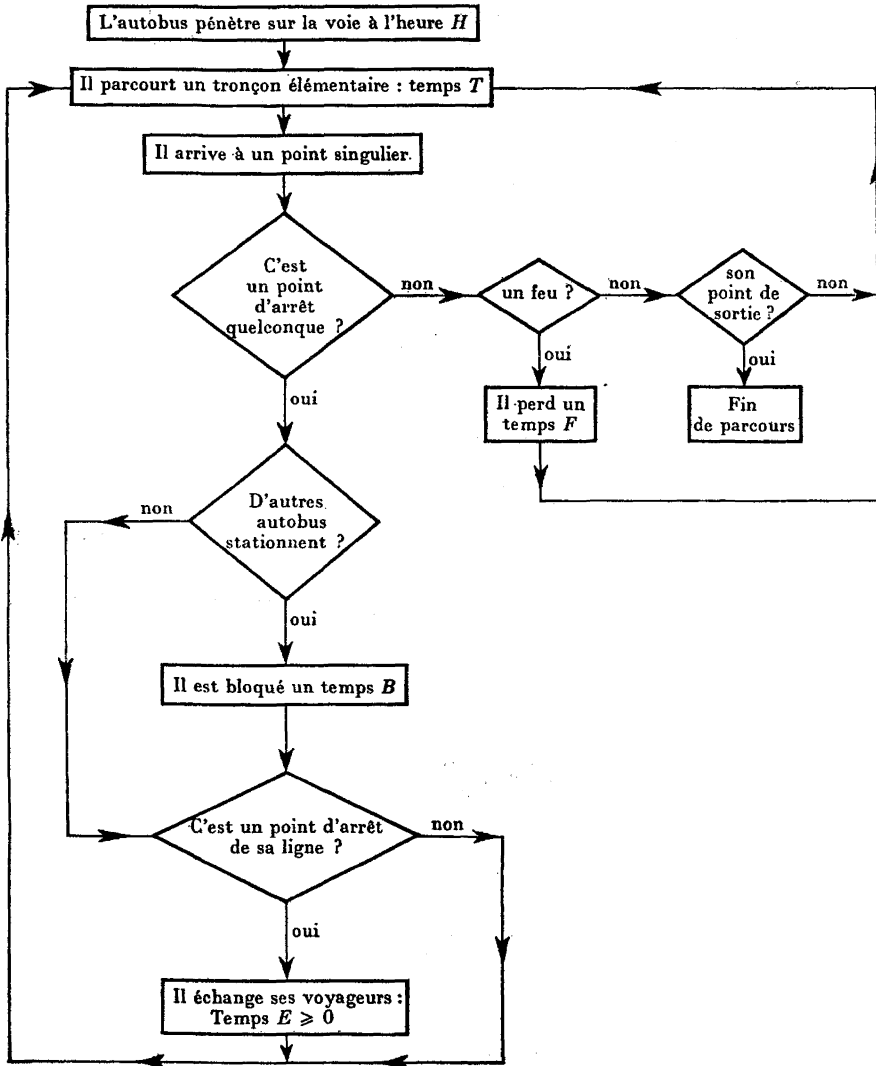 L'autobus pénètre sur la voie à l'heure H
Il parcourt un tronçon élémentaire : temps T
Il arrive à un point singulier.
C'est
un point
d'arrêt
quelconque ?
non
un feu ?
non
son
point de
sortie ?
non
oui
oui
oui
Il perd un
temps F
Fin
de parcours
D'autres
autobus
stationnent ?
non
oui
Il est bloqué un temps B
C'est un point d'arrêt
de sa ligne ?
non
oui
Il échange ses voyageurs :
Temps E ⩾ 0